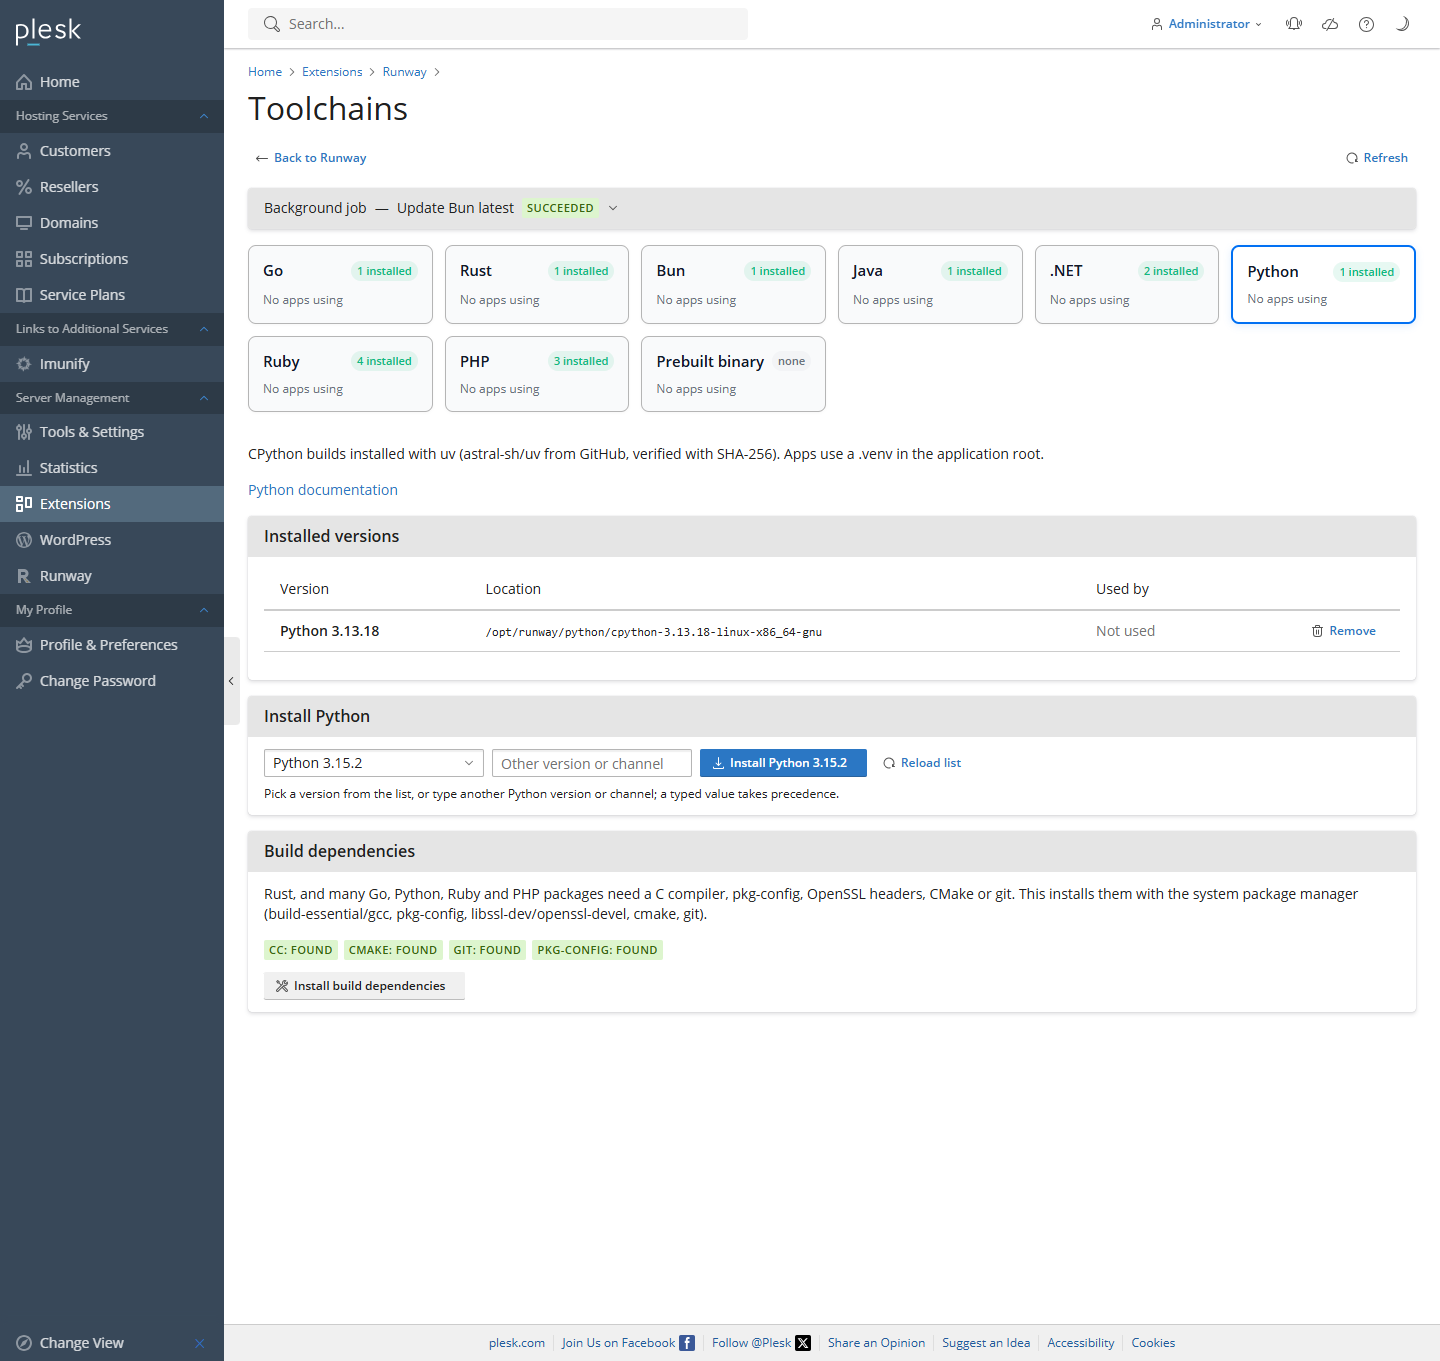 plesk
Search...
Administrator
Home
Hosting Services
Customers
Resellers
Domains
Subscriptions
Service Plans
Links to Additional Services
Imunify
Server Management
Tools & Settings
Statistics
Extensions
WordPress
Runway
My Profile
Profile & Preferences
Change Password
Change View
Home > Extensions > Runway >
Toolchains
← Back to Runway
Refresh
Background job — Update Bun latest SUCCEEDED
Go 1 installed
No apps using
Rust 1 installed
No apps using
Bun 1 installed
No apps using
Java 1 installed
No apps using
.NET 2 installed
No apps using
Python 1 installed
No apps using
Ruby 4 installed
No apps using
PHP 3 installed
No apps using
Prebuilt binary none
No apps using
CPython builds installed with uv (astral-sh/uv from GitHub, verified with SHA-256). Apps use a .venv in the application root.
Python documentation
Installed versions
Version Location Used by
Python 3.13.18 /opt/runway/python/cpython-3.13.18-linux-x86_64-gnu Not used Remove
Install Python
Python 3.15.2 Other version or channel Install Python 3.15.2 Reload list
Pick a version from the list, or type another Python version or channel; a typed value takes precedence.
Build dependencies
Rust, and many Go, Python, Ruby and PHP packages need a C compiler, pkg-config, OpenSSL headers, CMake or git. This installs them with the system package manager
(build-essential/gcc, pkg-config, libssl-dev/openssl-devel, cmake, git).
CC: FOUND CMAKE: FOUND GIT: FOUND PKG-CONFIG: FOUND
Install build dependencies
plesk.com Join Us on Facebook Follow @Plesk Share an Opinion Suggest an Idea Accessibility Cookies